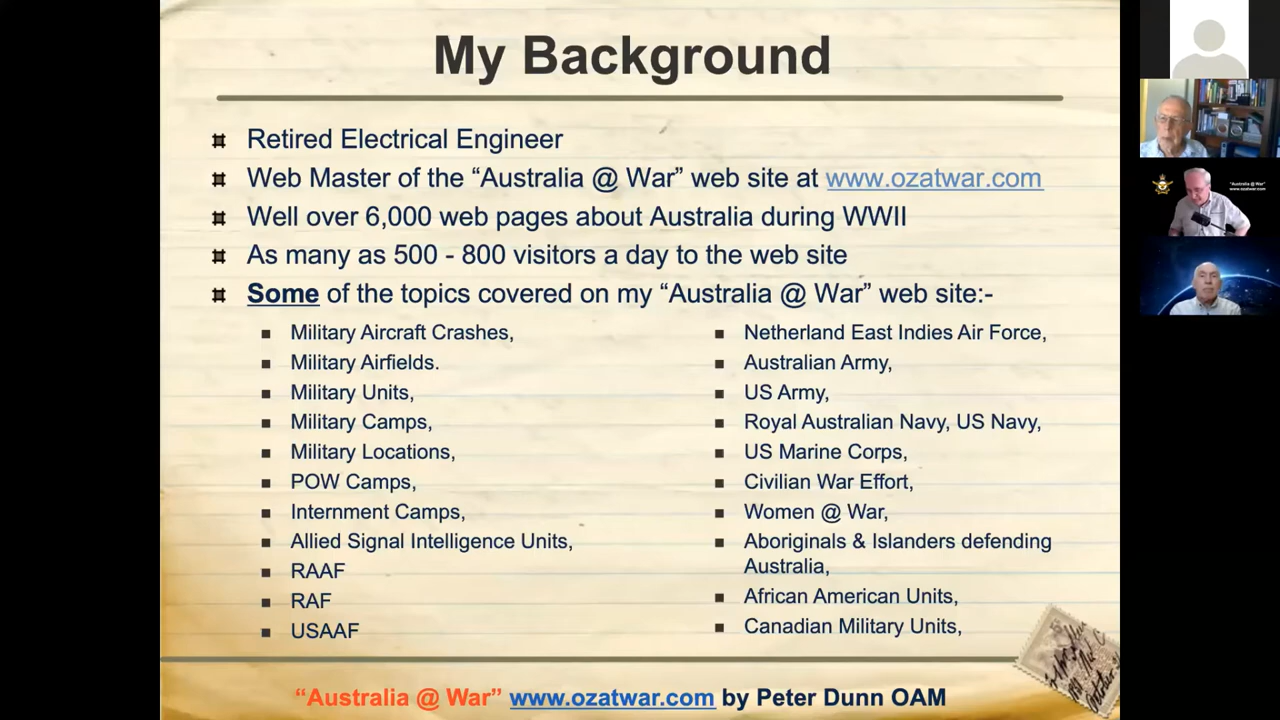 My Background
Retired Electrical Engineer
Web Master of the “Australia @ War” web site at www.ozatwar.com
Well over 6,000 web pages about Australia during WWII
As many as 500 - 800 visitors a day to the web site
Some of the topics covered on my “Australia @ War” web site:-
Military Aircraft Crashes,
Military Airfields.
Military Units,
Military Camps,
Military Locations,
POW Camps,
Internment Camps,
Allied Signal Intelligence Units,
RAAF
RAF
USAAF
Netherland East Indies Air Force,
Australian Army,
US Army,
Royal Australian Navy, US Navy,
US Marine Corps,
Civilian War Effort,
Women @ War,
Aboriginals & Islanders defending
Australia,
African American Units,
Canadian Military Units,
“Australia @ War” www.ozatwar.com by Peter Dunn OAM
"Australia @ War"
www.ozatwar.com